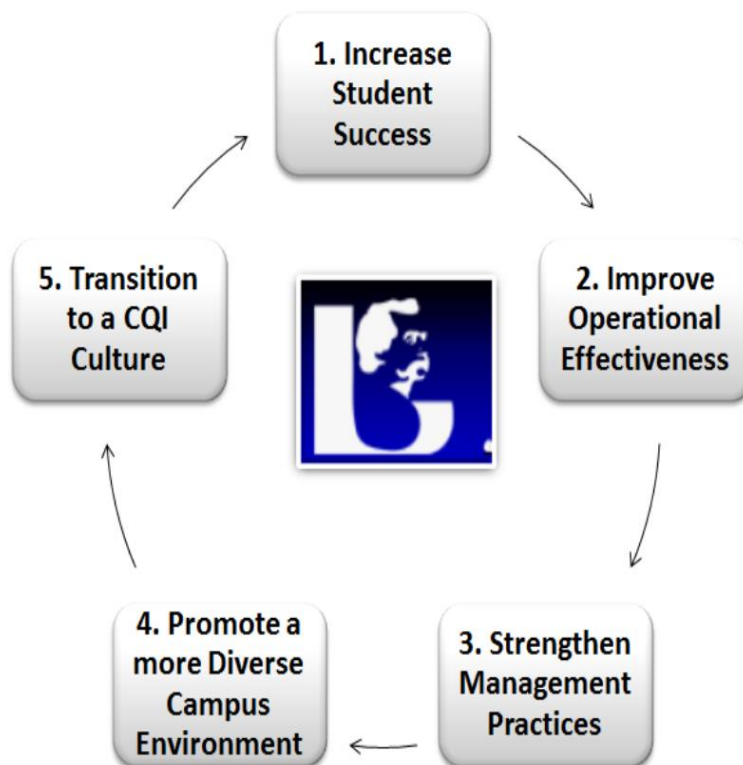 1. Increase
Student
Success
2. Improve
Operational
Effectiveness
3. Strengthen
Management
Practices
4. Promote a
more Diverse
Campus
Environment
5. Transition
to a CQI
Culture
L